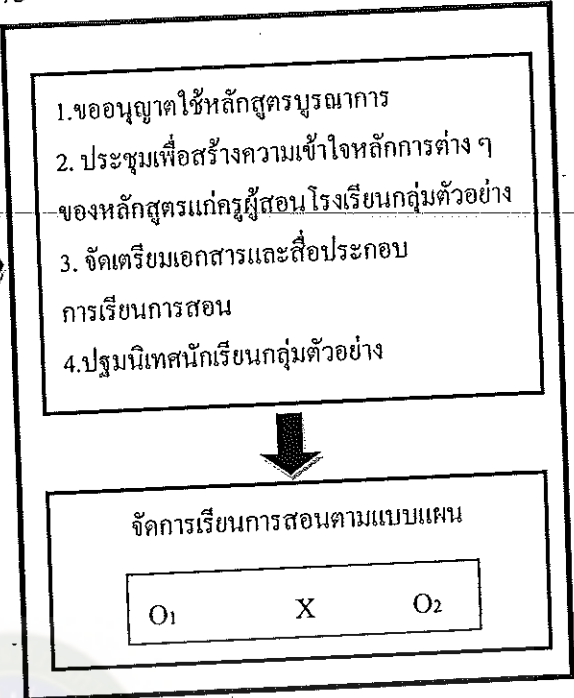 1.ขออนุญาตใช้หลักสูตรบูรณาการ
2. ประชุมเพื่อสร้างความเข้าใจหลักการต่าง ๆ
ของหลักสูตรแก่ครูผู้สอนโรงเรียนกลุ่มตัวอย่าง
3. จัดเตรียมเอกสารและสื่อประกอบ
การเรียนการสอน
4.ปฐมนิเทศนักเรียนกลุ่มตัวอย่าง
จัดการเรียนการสอนตามแบบแผน
O1 X O2